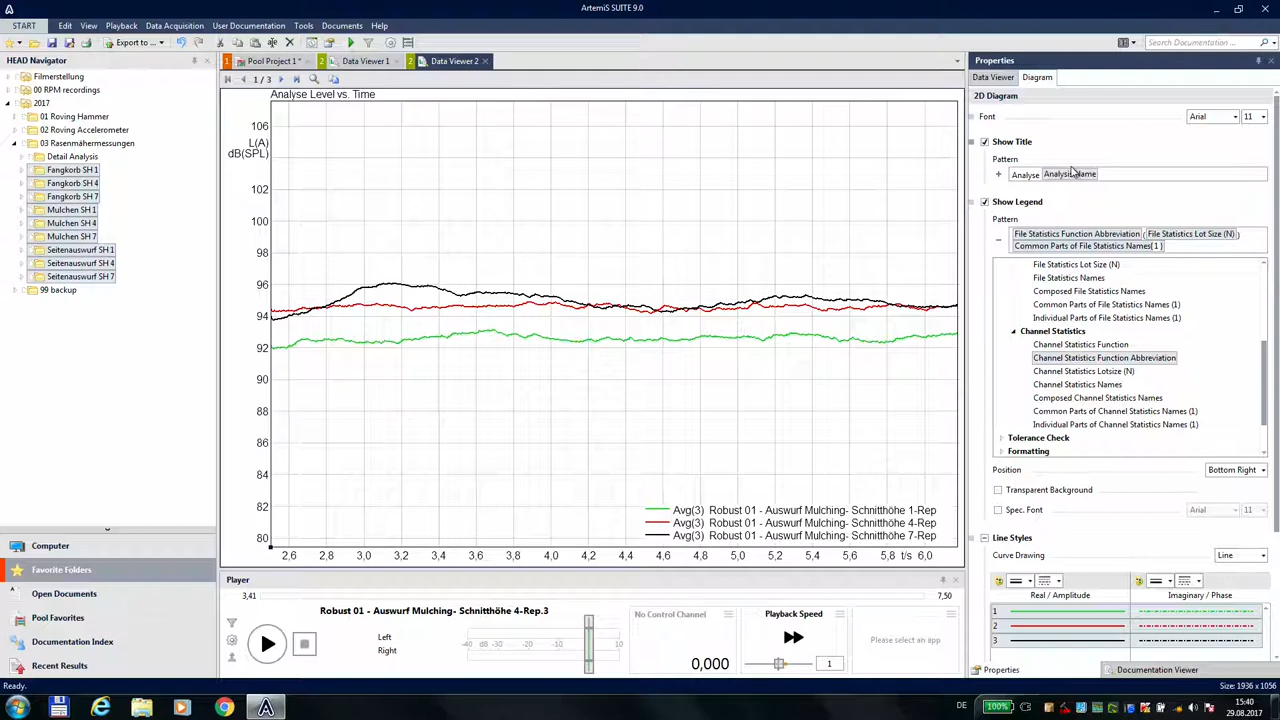 ArtemiS SUITE 9.0
START Edit View Playback Data Acquisition User Documentation Tools Documents Help
Export to ... Search Documentation...
HEAD Navigator
Filmerstellung
00 RPM recordings
2017
01 Roving Hammer
02 Roving Accelerometer
03 Rasenmähermessungen
Detail Analysis
Fangkorb SH 1
Fangkorb SH 4
Fangkorb SH 7
Mulchen SH 1
Mulchen SH 4
Mulchen SH 7
Seitenauswurf SH 1
Seitenauswurf SH 4
Seitenauswurf SH 7
99 backup
Computer
Favorite Folders
Open Documents
Pool Favorites
Documentation Index
Recent Results
1 Pool Project 1* 2 Data Viewer 1 2 Data Viewer 2
1 / 3
Analyse Level vs. Time
106
L(A)
dB(SPL)
102
100
98
96
94
92
90
88
86
84
82
80
Avg(3) Robust 01 - Auswurf Mulching- Schnitthöhe 1-Rep
Avg(3) Robust 01 - Auswurf Mulching- Schnitthöhe 4-Rep
Avg(3) Robust 01 - Auswurf Mulching- Schnitthöhe 7-Rep
2,6 2,8 3,0 3,2 3,4 3,6 3,8 4,0 4,2 4,4 4,6 4,8 5,0 5,2 5,4 5,6 5,8 t/s 6,0
Player
3,41 7,50
Robust 01 - Auswurf Mulching- Schnitthöhe 4-Rep.3
Left
Right
-40 dB -30 -20 -10 10
No Control Channel
0,000
Playback Speed
1
Please select an app
Properties
Data Viewer Diagram
2D Diagram
Font Arial 11
Show Title
Pattern
Analyse
Show Legend
Pattern
File Statistics Function Abbreviation ( File Statistics Lot Size (N) )
Common Parts of File Statistics Names[1 ]
File Statistics Lot Size (N)
File Statistics Names
Composed File Statistics Names
Common Parts of File Statistics Names (1)
Individual Parts of File Statistics Names (1)
Channel Statistics
Channel Statistics Function
Channel Statistics Function Abbreviation
Channel Statistics Lotsize (N)
Channel Statistics Names
Composed Channel Statistics Names
Common Parts of Channel Statistics Names (1)
Individual Parts of Channel Statistics Names (1)
Tolerance Check
Formatting
Position Bottom Right
Transparent Background
Spec. Font Arial 11
Line Styles
Curve Drawing Line
Real / Amplitude Imaginary / Phase
1
2
3
Properties Documentation Viewer
Ready. Size: 1936 x 1056
DE 100% 15:40
29.08.2017